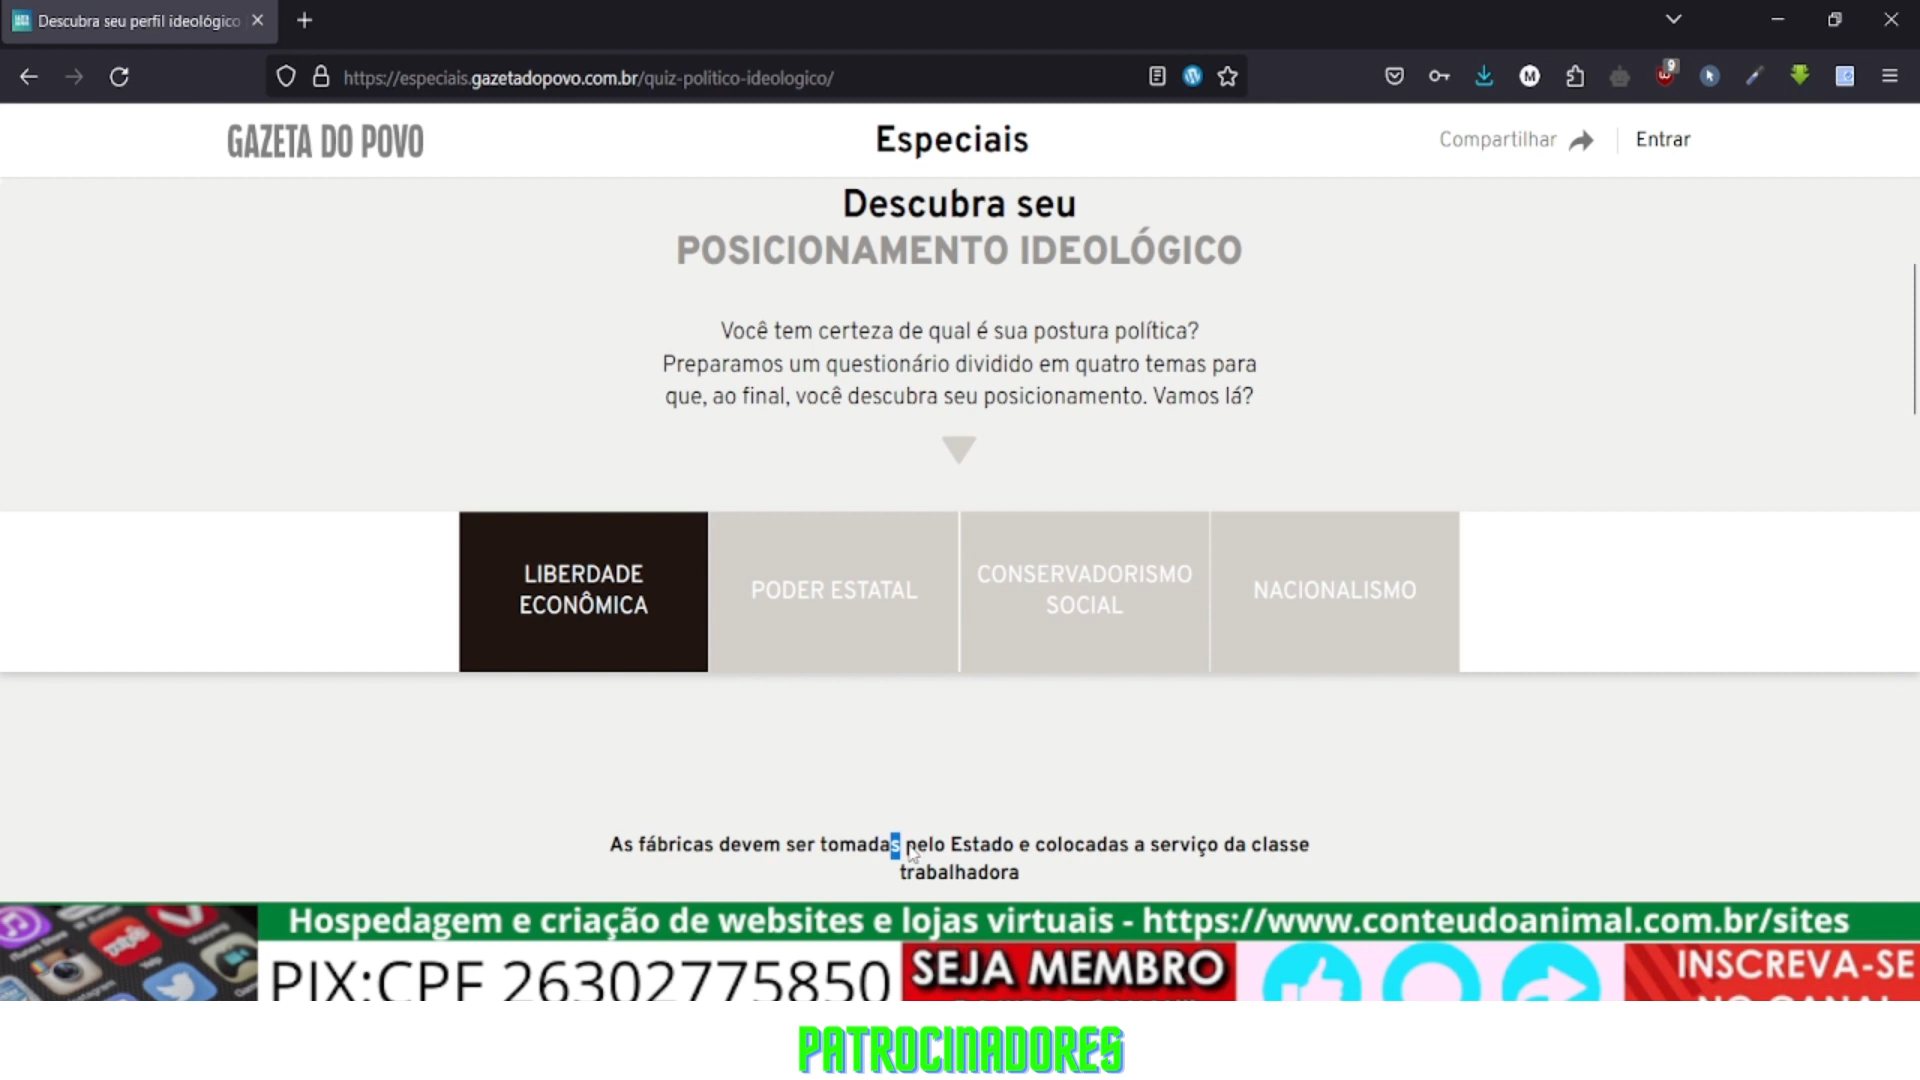 Descubra seu perfil ideológico
https://especiais.gazetadopovo.com.br/quiz-politico-ideologico/
9
GAZETA DO POVO
Especiais
Compartilhar
Entrar
Descubra seu
POSICIONAMENTO IDEOLÓGICO
Você tem certeza de qual é sua postura política?
Preparamos um questionário dividido em quatro temas para
que, ao final, você descubra seu posicionamento. Vamos lá?
LIBERDADE
ECONÔMICA
PODER ESTATAL
CONSERVADORISMO
SOCIAL
NACIONALISMO
As fábricas devem ser tomadas pelo Estado e colocadas a serviço da classe
trabalhadora
Hospedagem e criação de websites e lojas virtuais - https://www.conteudoanimal.com.br/sites
PIX:CPF 26302775850
SEJA MEMBRO
INSCREVA-SE
NO CANAL
PATROCINADORES